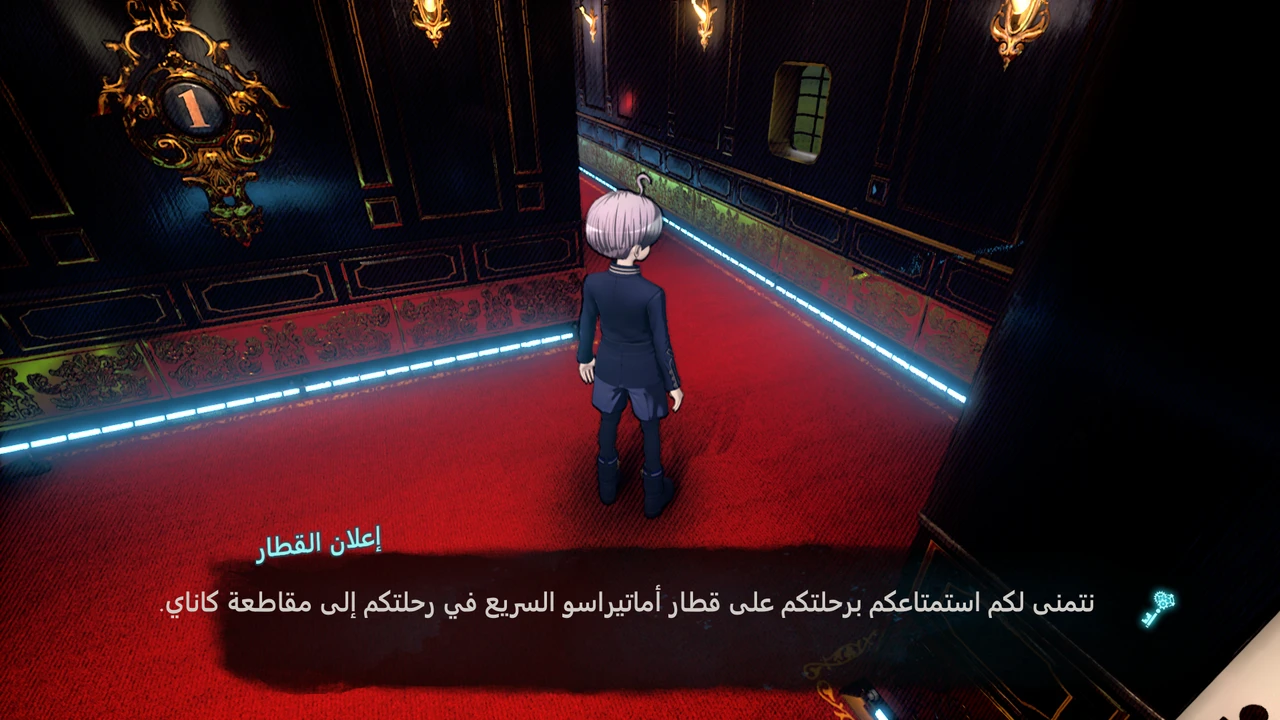 1
إعلان القطار
نتمنى لكم استمتاعكم برحلتكم على قطار أماتيراسو السريع في رحلتكم إلى مقاطعة كاناي.